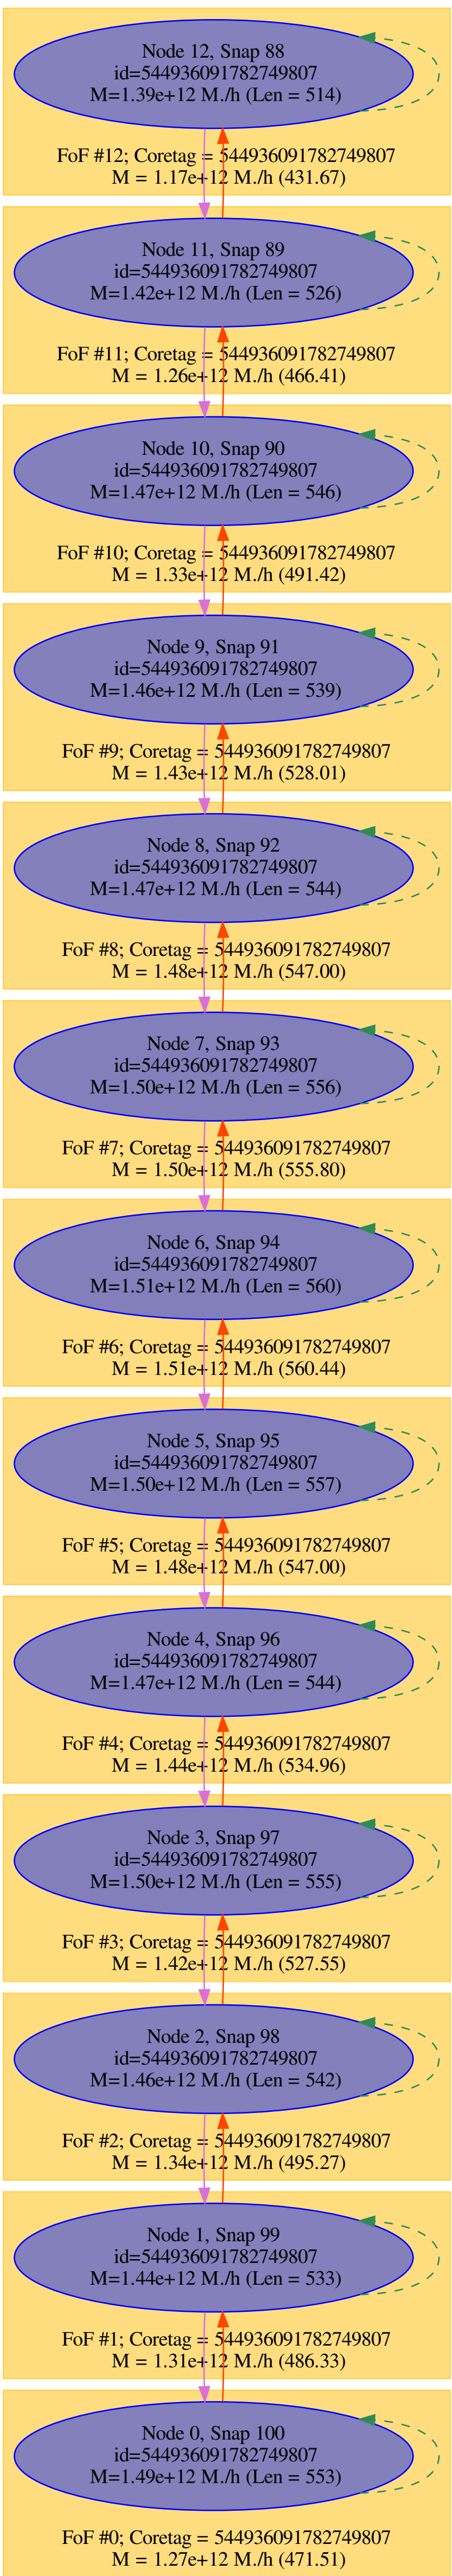 Node 12, Snap 88
id=544936091782749807
M=1.39e+12 M./h (Len = 514)
FoF #12; Coretag = 544936091782749807
M = 1.17e+12 M./h (431.67)
Node 11, Snap 89
id=544936091782749807
M=1.42e+12 M./h (Len = 526)
FoF #11; Coretag = 544936091782749807
M = 1.26e+12 M./h (466.41)
Node 10, Snap 90
id=544936091782749807
M=1.47e+12 M./h (Len = 546)
FoF #10; Coretag = 544936091782749807
M = 1.33e+12 M./h (491.42)
Node 9, Snap 91
id=544936091782749807
M=1.46e+12 M./h (Len = 539)
FoF #9; Coretag = 544936091782749807
M = 1.43e+12 M./h (528.01)
Node 8, Snap 92
id=544936091782749807
M=1.47e+12 M./h (Len = 544)
FoF #8; Coretag = 544936091782749807
M = 1.48e+12 M./h (547.00)
Node 7, Snap 93
id=544936091782749807
M=1.50e+12 M./h (Len = 556)
FoF #7; Coretag = 544936091782749807
M = 1.50e+12 M./h (555.80)
Node 6, Snap 94
id=544936091782749807
M=1.51e+12 M./h (Len = 560)
FoF #6; Coretag = 544936091782749807
M = 1.51e+12 M./h (560.44)
Node 5, Snap 95
id=544936091782749807
M=1.50e+12 M./h (Len = 557)
FoF #5; Coretag = 544936091782749807
M = 1.48e+12 M./h (547.00)
Node 4, Snap 96
id=544936091782749807
M=1.47e+12 M./h (Len = 544)
FoF #4; Coretag = 544936091782749807
M = 1.44e+12 M./h (534.96)
Node 3, Snap 97
id=544936091782749807
M=1.50e+12 M./h (Len = 555)
FoF #3; Coretag = 544936091782749807
M = 1.42e+12 M./h (527.55)
Node 2, Snap 98
id=544936091782749807
M=1.46e+12 M./h (Len = 542)
FoF #2; Coretag = 544936091782749807
M = 1.34e+12 M./h (495.27)
Node 1, Snap 99
id=544936091782749807
M=1.44e+12 M./h (Len = 533)
FoF #1; Coretag = 544936091782749807
M = 1.31e+12 M./h (486.33)
Node 0, Snap 100
id=544936091782749807
M=1.49e+12 M./h (Len = 553)
FoF #0; Coretag = 544936091782749807
M = 1.27e+12 M./h (471.51)